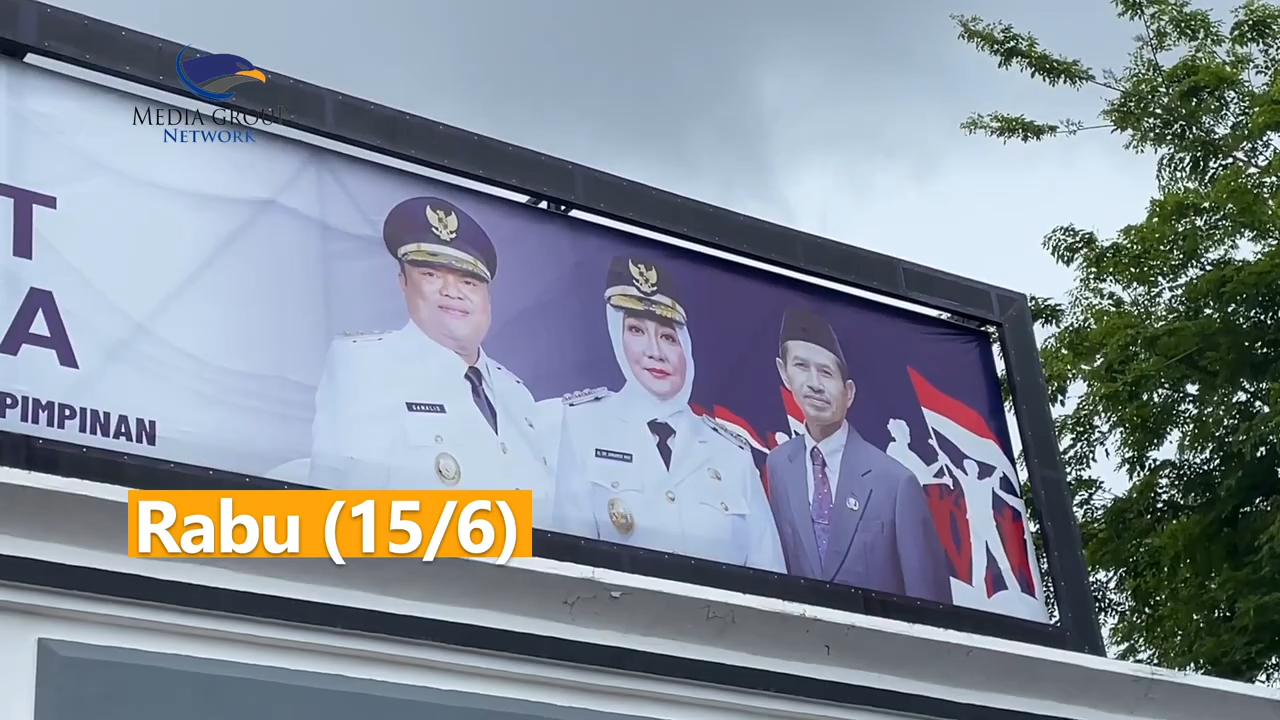 MEDIA GROUP
NETWORK
T
A
PIMPINAN
GANALIS
Rabu (15/6)